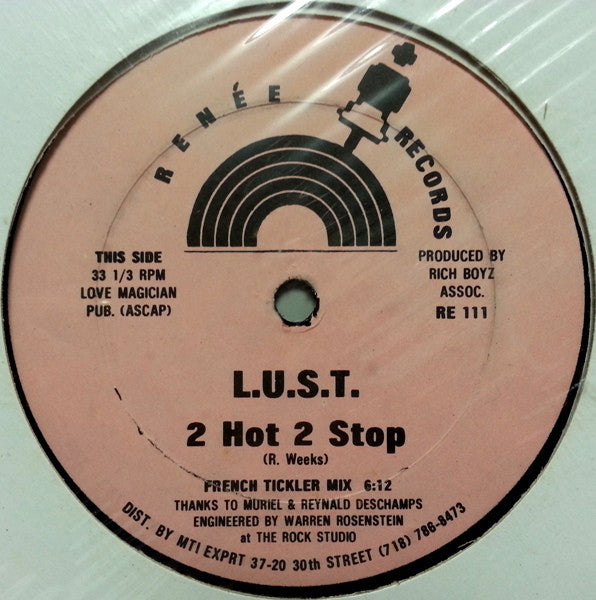 RENÉE RECORDS
THIS SIDE
33 1/3 RPM
LOVE MAGICIAN
PUB. (ASCAP)
PRODUCED BY
RICH BOYZ
ASSOC.
RE 111
L.U.S.T.
2 Hot 2 Stop
(R. Weeks)
FRENCH TICKLER MIX 6:12
THANKS TO MURIEL & REYNALD DESCHAMPS
ENGINEERED BY WARREN ROSENSTEIN
at THE ROCK STUDIO
DIST. BY MTI EXPRT 37-20 30th STREET (718) 786-8473